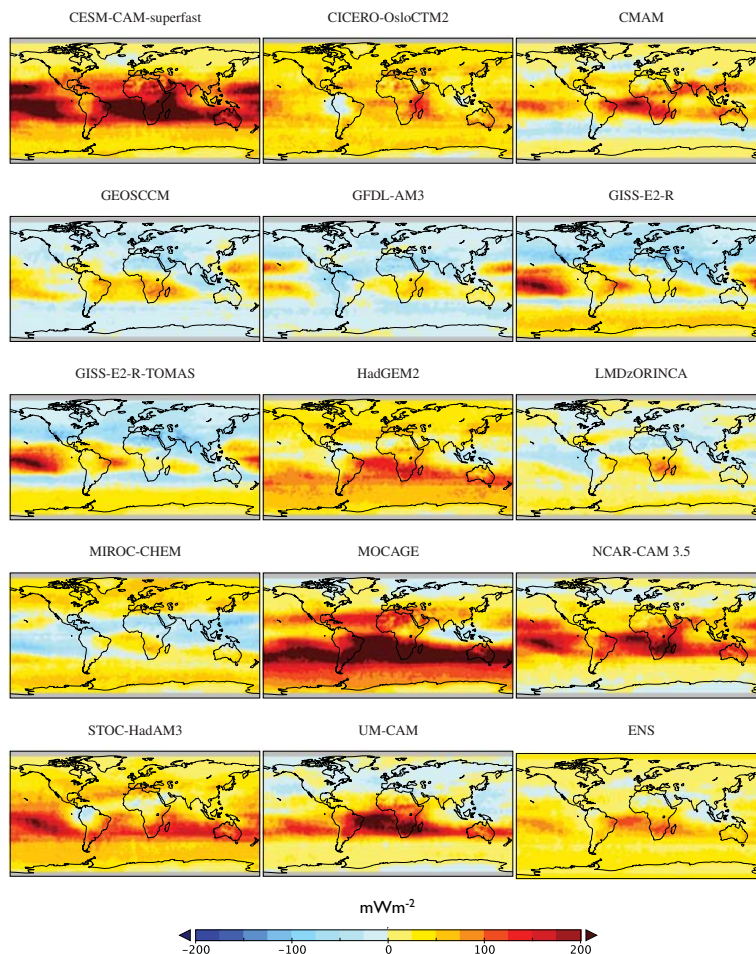 CESM-CAM-superfast CICERO-OsloCTM2 CMAM
GEOSCCM GFDL-AM3 GISS-E2-R
GISS-E2-R-TOMAS HadGEM2 LMDzORINCA
MIROC-CHEM MOCAGE NCAR-CAM 3.5
STOC-HadAM3 UM-CAM ENS
mWm-2
-200 -100 0 100 200